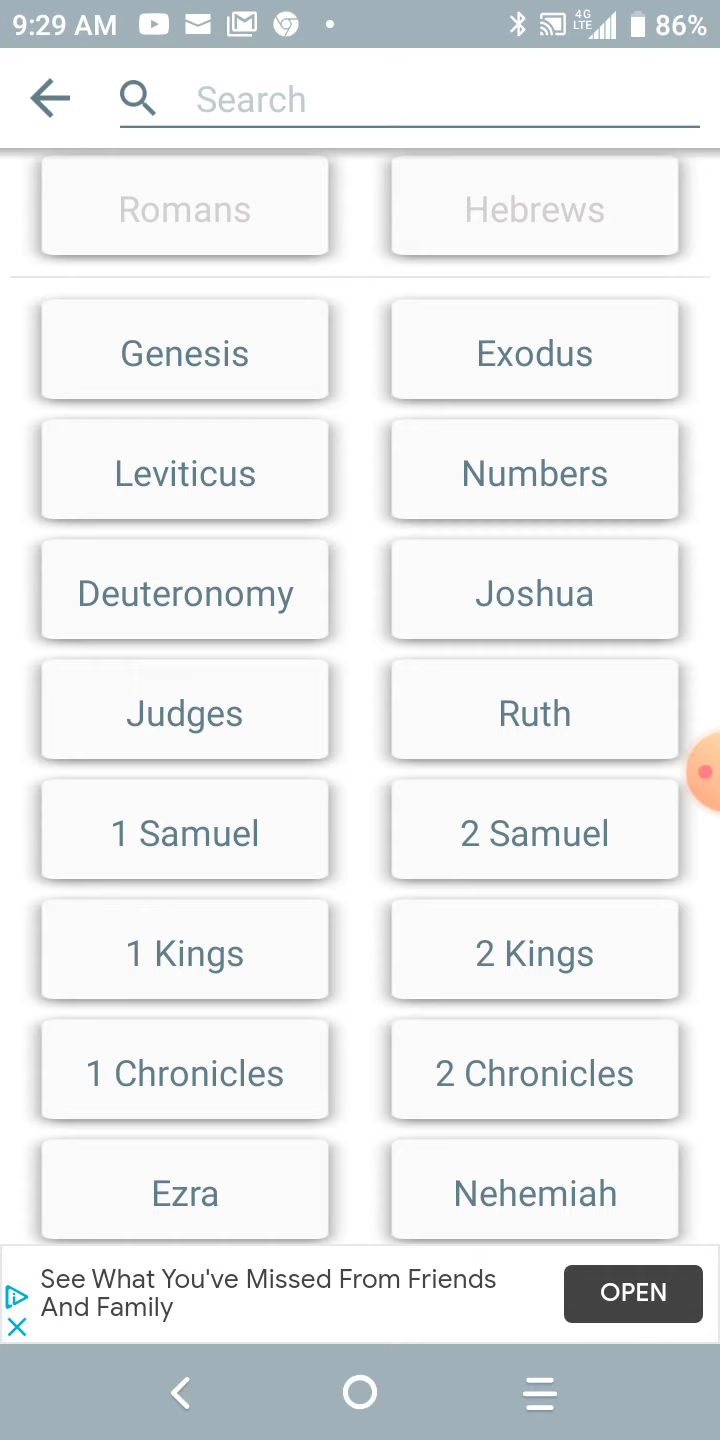 9:29 AM
4G
LTE
86%
Search
Romans
Hebrews
Genesis
Exodus
Leviticus
Numbers
Deuteronomy
Joshua
Judges
Ruth
1 Samuel
2 Samuel
1 Kings
2 Kings
1 Chronicles
2 Chronicles
Ezra
Nehemiah
See What You've Missed From Friends
And Family
OPEN